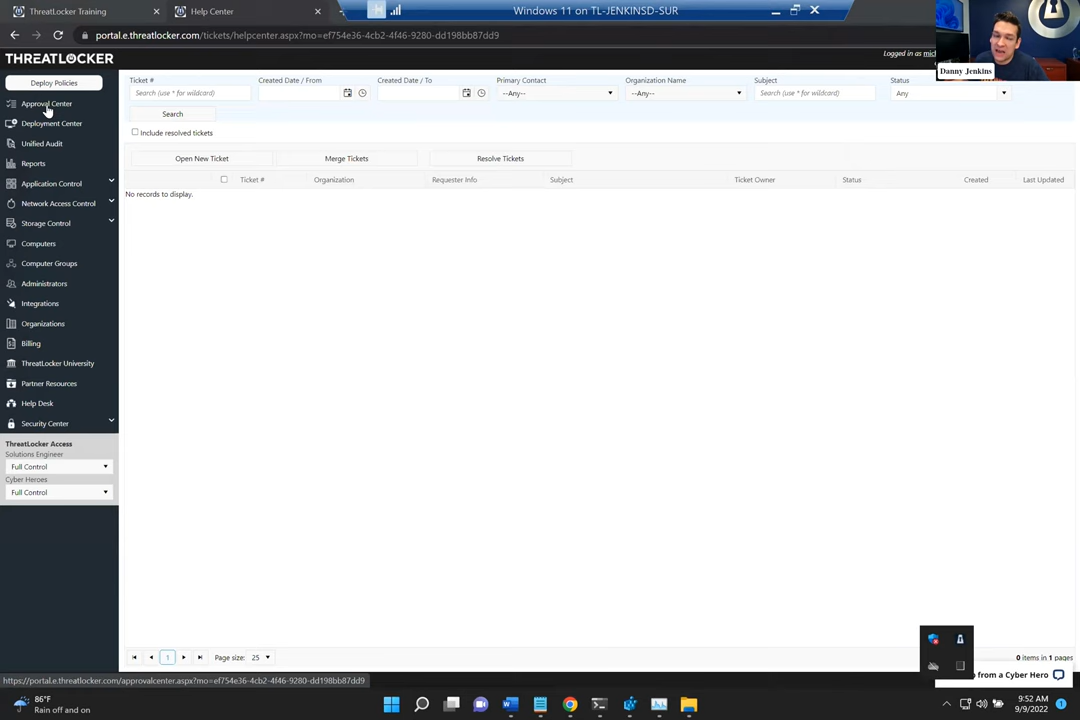 ThreatLocker Training
Help Center
Windows 11 on TL-JENKINSD-SUR
portal.e.threatlocker.com/tickets/helpcenter.aspx?mo=ef754e36-4cb2-4f46-9280-dd198bb87dd9
THREATLOCKER
Logged in as
Danny Jenkins
Deploy Policies
Approval Center
Deployment Center
Unified Audit
Reports
Application Control
Network Access Control
Storage Control
Computers
Computer Groups
Administrators
Integrations
Organizations
Billing
ThreatLocker University
Partner Resources
Help Desk
Security Center
ThreatLocker Access
Solutions Engineer
Full Control
Cyber Heroes
Full Control
Ticket #
Created Date / From
Created Date / To
Primary Contact
Organization Name
Subject
Status
Search (use * for wildcard)
--Any--
--Any--
Search (use * for wildcard)
Any
Search
Include resolved tickets
Open New Ticket
Merge Tickets
Resolve Tickets
Ticket #
Organization
Requester Info
Subject
Ticket Owner
Status
Created
Last Updated
No records to display.
1
Page size:
25
0 items in 1 pages
from a Cyber Hero
https://portal.e.threatlocker.com/approvalcenter.aspx?mo=ef754e36-4cb2-4f46-9280-dd198bb87dd9
86°F
Rain off and on
9:52 AM
9/9/2022